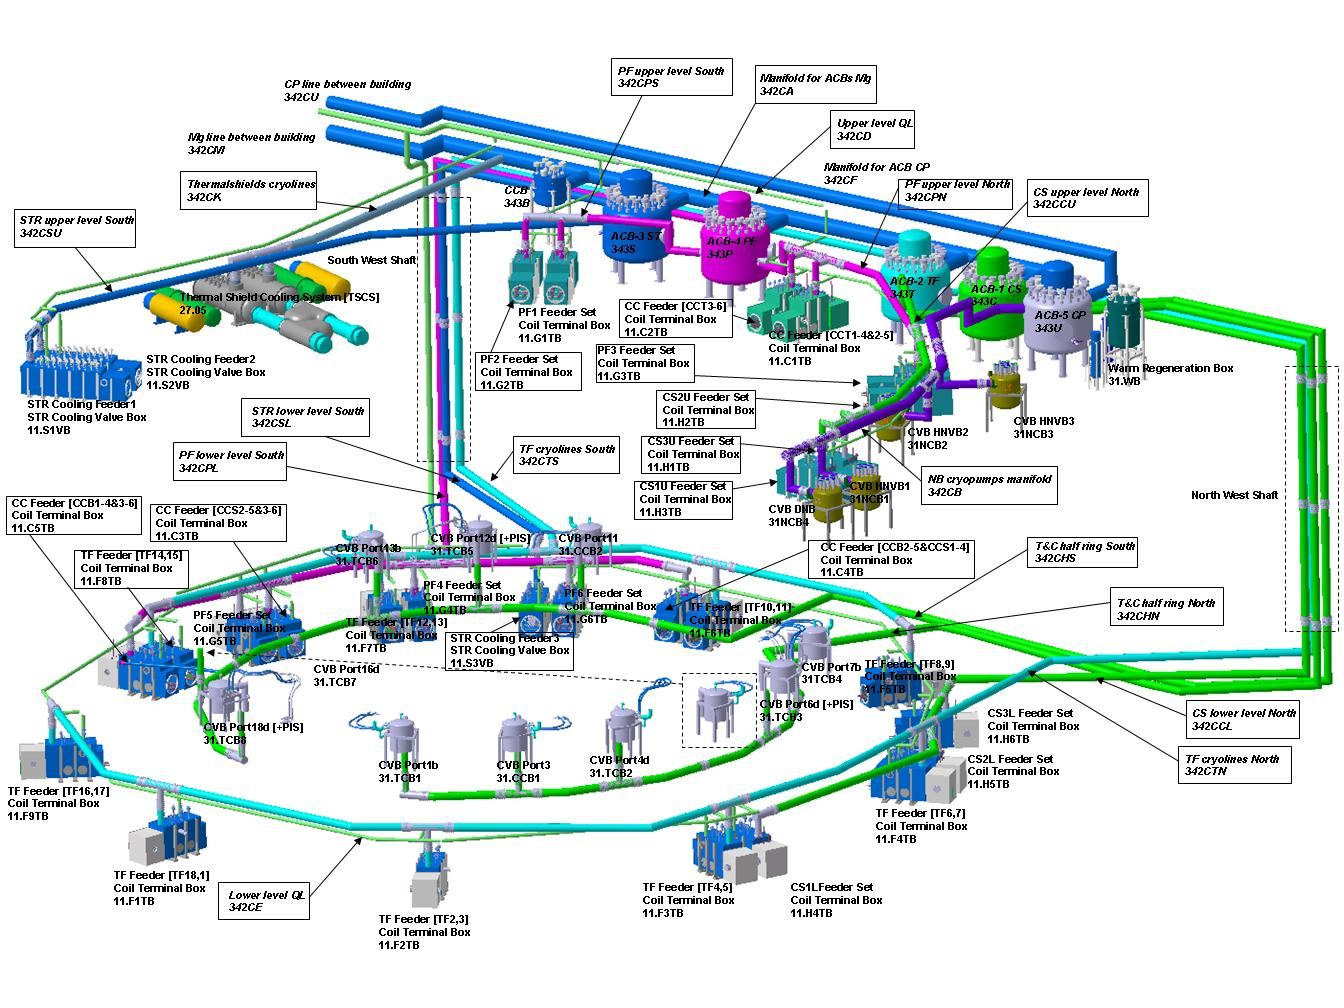 CP line between building
342CU
Mg line between building
342CM
Thermalshields cryolines
342CK
STR upper level South
342CSU
PF upper level South
342CPS
Manifold for ACBs Mg
342CA
Upper level QL
342CD
Manifold for ACB CP
342CF
PF upper level North
342CPN
CS upper level North
342CCU
CCB
343B
ACB-3 ST
343S
ACB-4 PF
343P
ACB-2 TF
343T
ACB-1 CS
343C
ACB-5 CP
343U
South West Shaft
Thermal Shield Cooling System [TSCS]
27.05
PF1 Feeder Set
Coil Terminal Box
11.G1TB
PF2 Feeder Set
Coil Terminal Box
11.G2TB
CC Feeder [CCT3-6]
Coil Terminal Box
11.C2TB
CC Feeder [CCT1-4&2-5]
Coil Terminal Box
11.C1TB
PF3 Feeder Set
Coil Terminal Box
11.G3TB
Warm Regeneration Box
31.WB
STR Cooling Feeder2
STR Cooling Valve Box
11.S2VB
STR Cooling Feeder1
STR Cooling Valve Box
11.S1VB
CS2U Feeder Set
Coil Terminal Box
11.H2TB
CS3U Feeder Set
Coil Terminal Box
11.H1TB
CS1U Feeder Set
Coil Terminal Box
11.H3TB
CVB HNVB2
31NCB2
CVB HNVB3
31NCB3
CVB HNVB1
31NCB1
CVB DNB
31NCB4
NB cryopumps manifold
342CB
North West Shaft
STR lower level South
342CSL
PF lower level South
342CPL
TF cryolines South
342CTS
CC Feeder [CCB1-4&3-6]
Coil Terminal Box
11.C5TB
CC Feeder [CCS2-5&3-6]
Coil Terminal Box
11.C3TB
TF Feeder [TF14,15]
Coil Terminal Box
11.F8TB
CVB Port13b
31.TCB6
CVB Port12d [+PIS]
31.TCB5
CVB Port11
31.CCB2
CC Feeder [CCB2-5&CCS1-4]
Coil Terminal Box
11.C4TB
T&C half ring South
342CHS
T&C half ring North
342CHN
PF4 Feeder Set
Coil Terminal Box
11.G4TB
PF6 Feeder Set
Coil Terminal Box
11.G6TB
PF5 Feeder Set
Coil Terminal Box
11.G5TB
TF Feeder [TF12,13]
Coil Terminal Box
11.F7TB
TF Feeder [TF10,11]
Coil Terminal Box
11.F6TB
STR Cooling Feeder3
STR Cooling Valve Box
11.S3VB
CVB Port16d
31.TCB7
CVB Port7b
31.TCB4
TF Feeder [TF8,9]
Coil Terminal Box
11.F5TB
CVB Port6d [+PIS]
31.TCB3
CVB Port18d [+PIS]
31.TCB8
CVB Port1b
31.TCB1
CVB Port3
31.CCB1
CVB Port4d
31.TCB2
CS3L Feeder Set
Coil Terminal Box
11.H6TB
CS2L Feeder Set
Coil Terminal Box
11.H5TB
CS lower level North
342CCL
TF cryolines North
342CTN
TF Feeder [TF16,17]
Coil Terminal Box
11.F9TB
TF Feeder [TF6,7]
Coil Terminal Box
11.F4TB
TF Feeder [TF18,1]
Coil Terminal Box
11.F1TB
Lower level QL
342CE
TF Feeder [TF2,3]
Coil Terminal Box
11.F2TB
TF Feeder [TF4,5]
Coil Terminal Box
11.F3TB
CS1LFeeder Set
Coil Terminal Box
11.H4TB